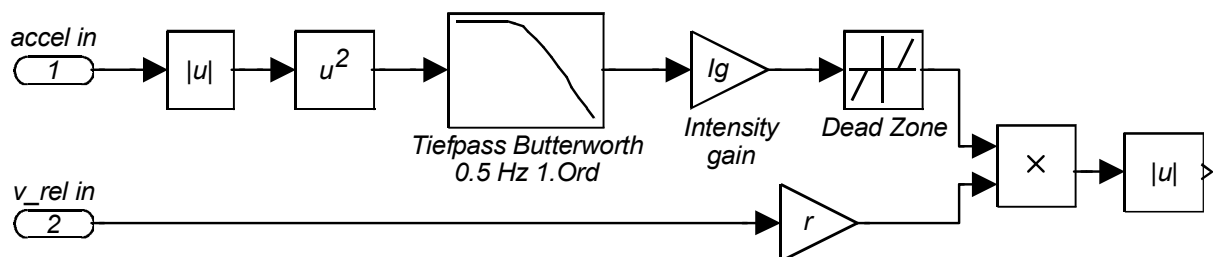 accel in
1
|u|
u²
Tiefpass Butterworth
0.5 Hz 1.Ord
Ig
Intensity
gain
Dead Zone
×
|u|
v_rel in
2
r